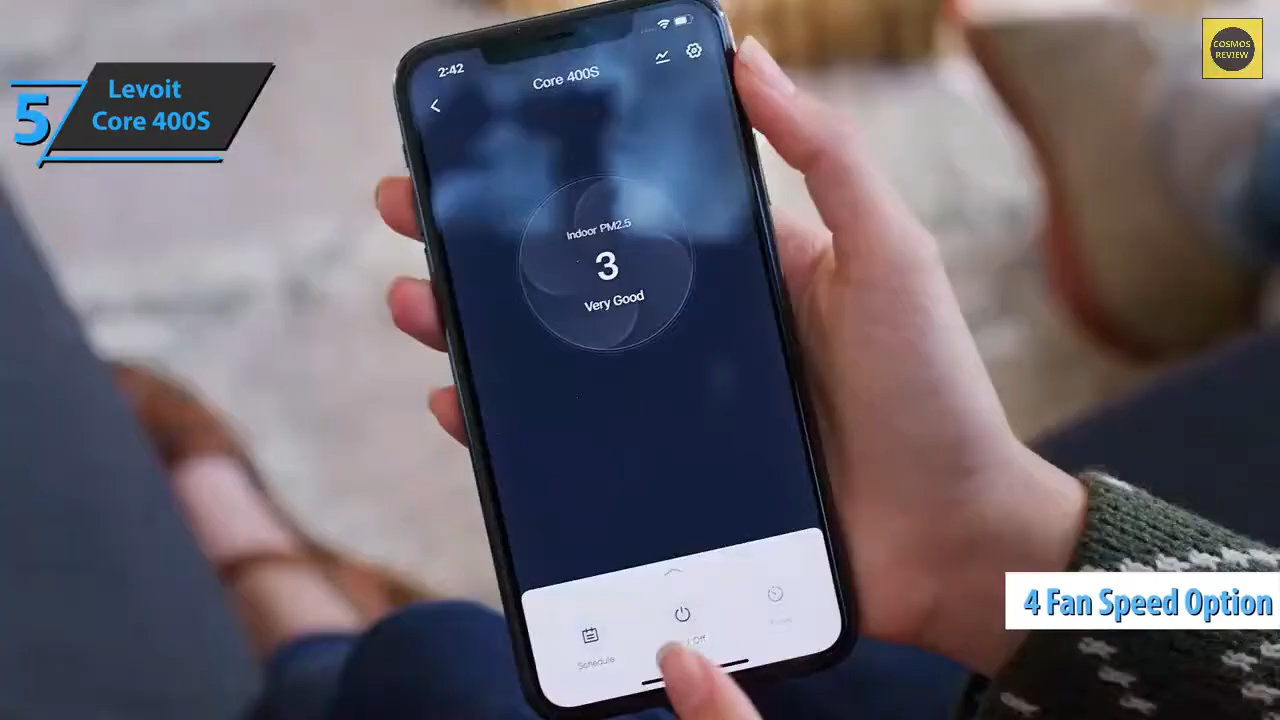 5
Levoit
Core 400S
COSMOS
REVIEW
2:42
Core 400S
Indoor PM2.5
3
Very Good
Schedule
Off
4 Fan Speed Option